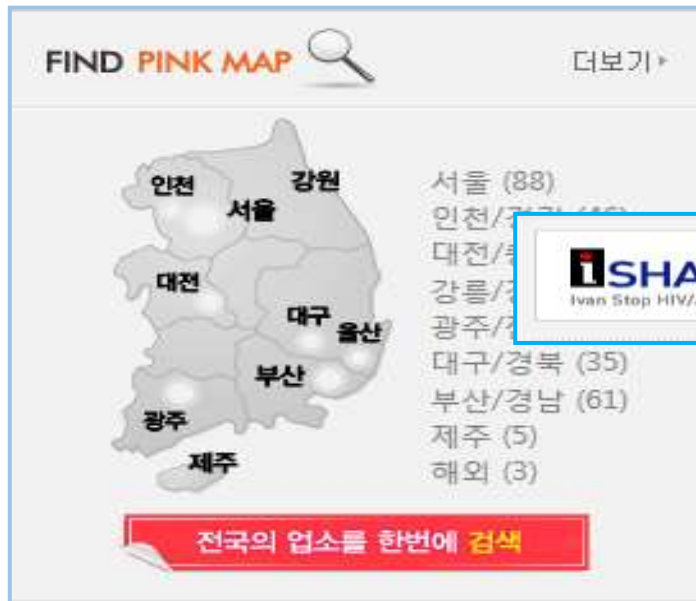 FIND PINK MAP
더보기
인천
강원
서울
대전
대구
울산
부산
광주
제주
서울 (88)
인천/
대전/
강릉/
광주/
대구/경북 (35)
부산/경남 (61)
제주 (5)
해외 (3)
iSHA
Ivan Stop HIV/
전국의 업소를 한번에 검색